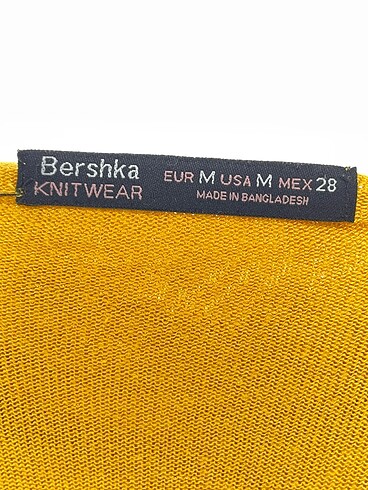 Bershka
KNITWEAR
EUR M USA M MEX 28
MADE IN BANGLADESH